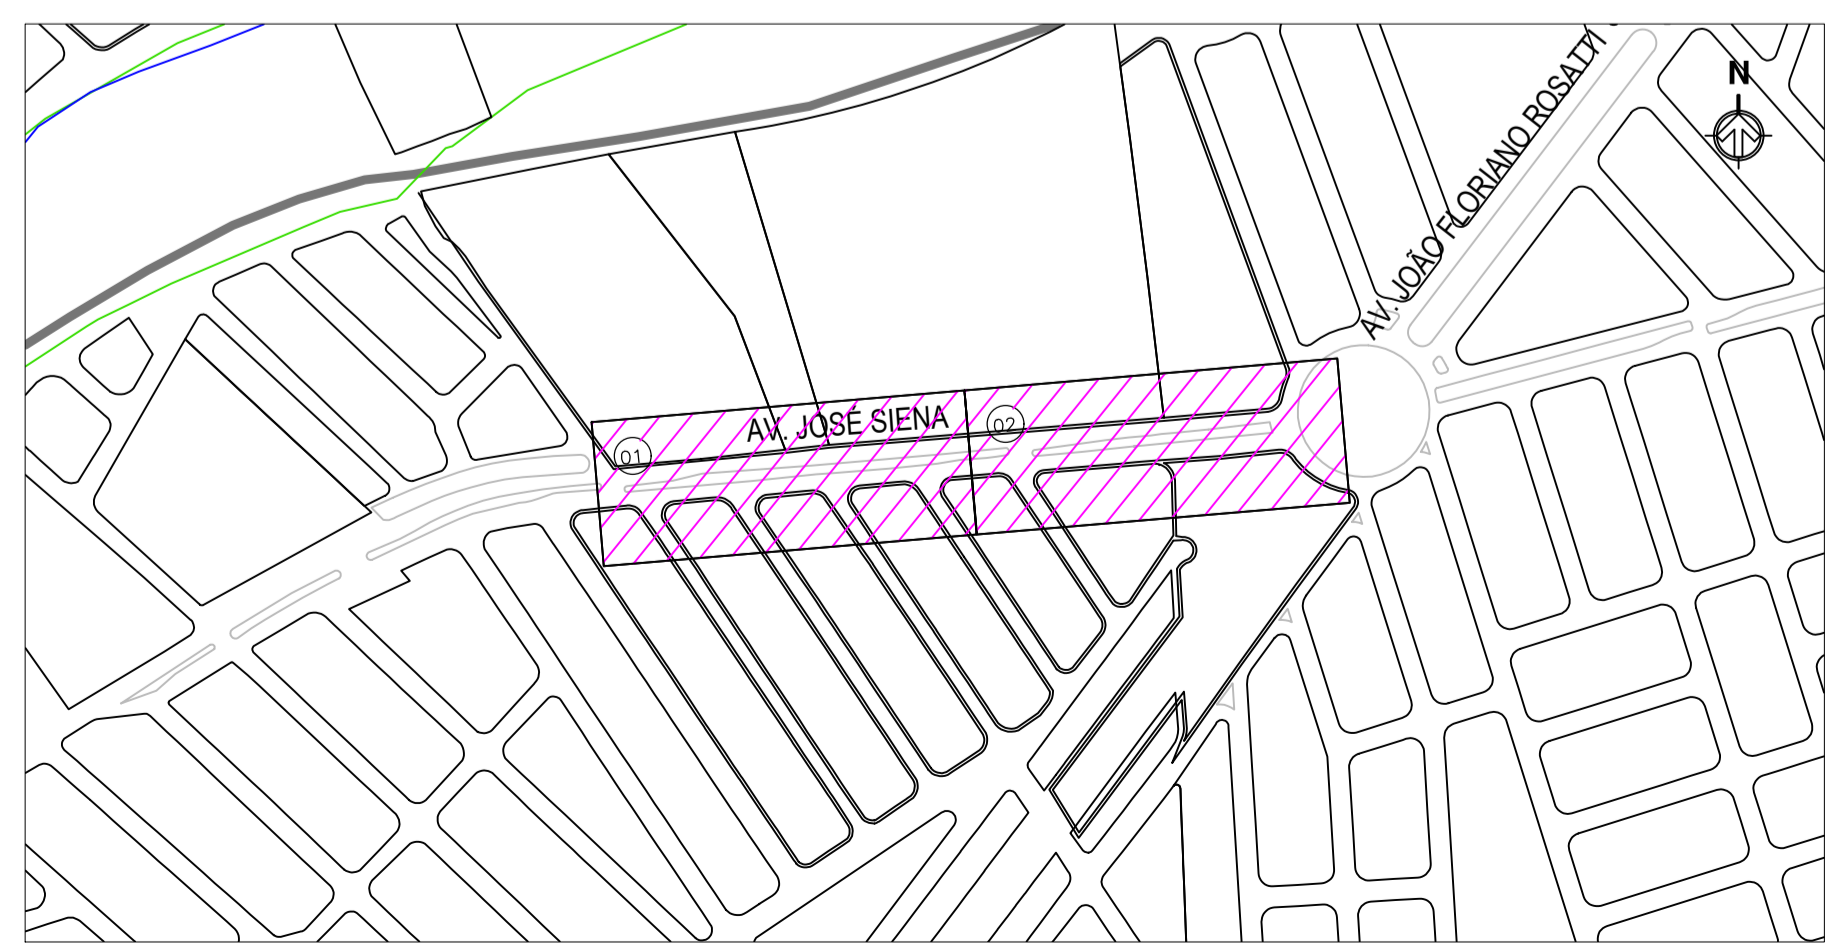 AV. JOÃO FLORIANO ROSATTI
N
AV. JOSÉ SIENA
01
02